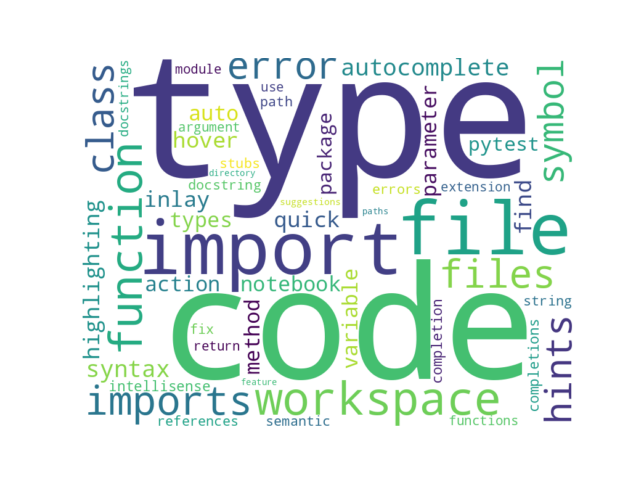 type
code
import
file
function
workspace
imports
files
error
class
symbol
hints
autocomplete
module
docstrings
use
path
auto
argument
hover
stubs
directory
docstring
package
parameter
pytest
errors
extension
find
suggestions
paths
inlay
types
quick
highlighting
action
notebook
variable
string
fix
return
method
completion
completions
syntax
intellisense
feature
references
semantic
functions